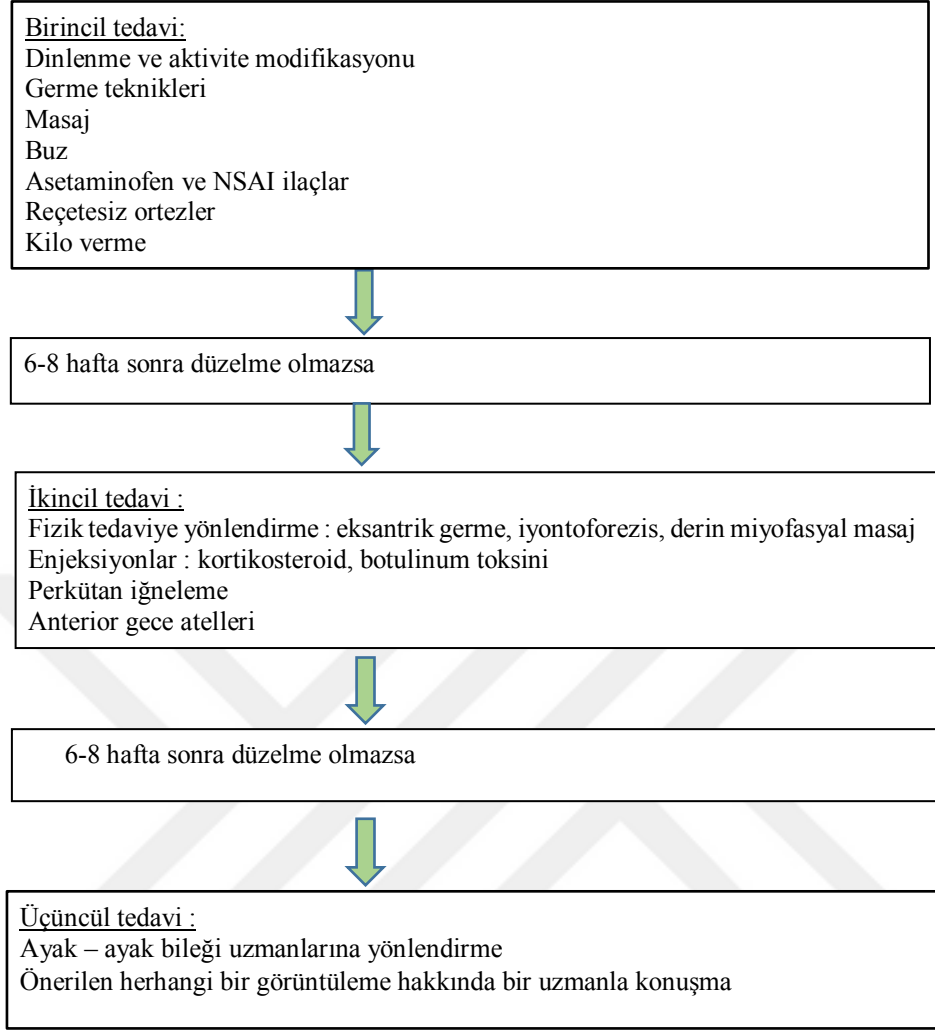 Birincil tedavi:
Dinlenme ve aktivite modifikasyonu
Germe teknikleri
Masaj
Buz
Asetaminofen ve NSAI ilaçlar
Reçetesiz ortezler
Kilo verme
6-8 hafta sonra düzelme olmazsa
İkincil tedavi :
Fizik tedaviye yönlendirme : eksantrik germe, iyontoforezis, derin miyofasyal masaj
Enjeksiyonlar : kortikosteroid, botulinum toksini
Perkütan iğneleme
Anterior gece atelleri
6-8 hafta sonra düzelme olmazsa
Üçüncül tedavi :
Ayak – ayak bileği uzmanlarına yönlendirme
Önerilen herhangi bir görüntüleme hakkında bir uzmanla konuşma